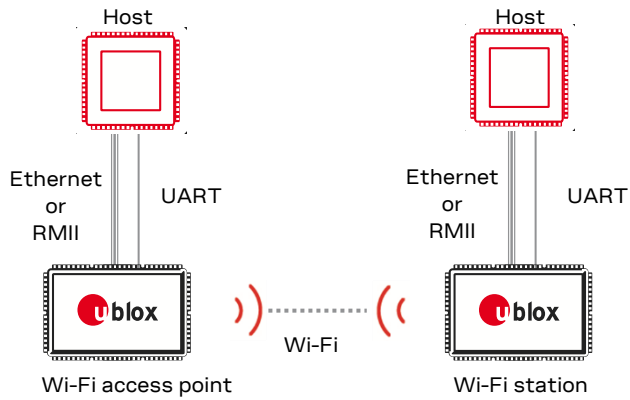 Host
Host
Ethernet
or
RMII
UART
Ethernet
or
RMII
UART
ublox
ublox
Wi-Fi
Wi-Fi access point
Wi-Fi station